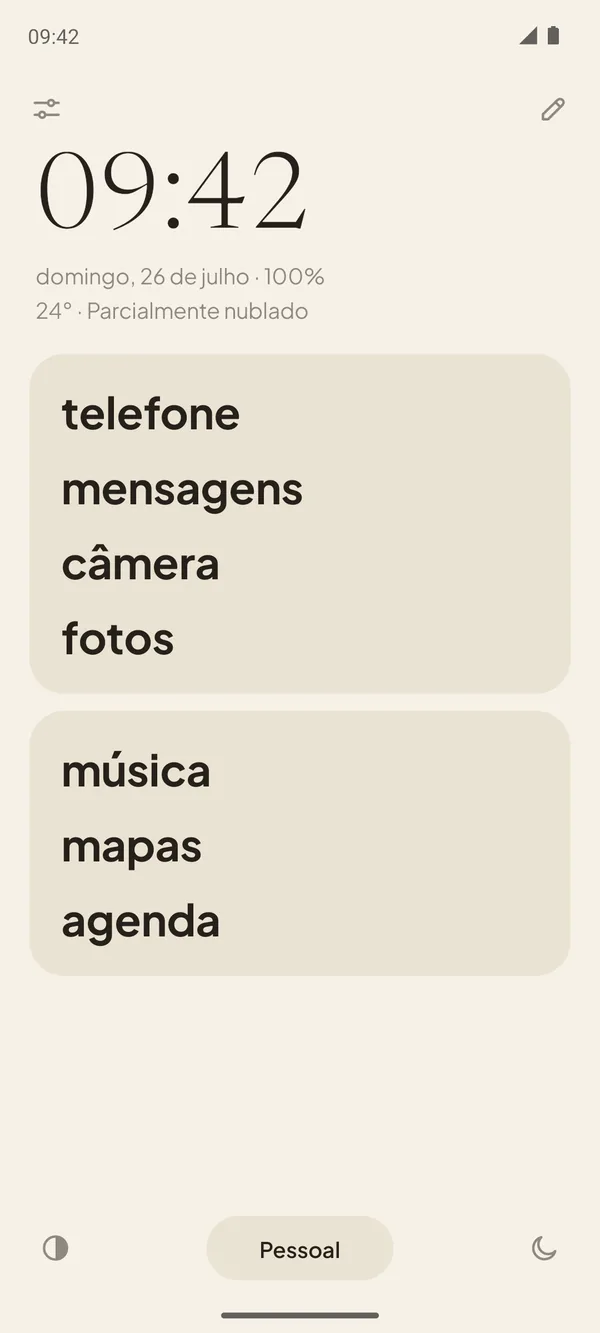 09:42
09:42
domingo, 26 de julho · 100%
24° · Parcialmente nublado
telefone
mensagens
câmera
fotos
música
mapas
agenda
Pessoal